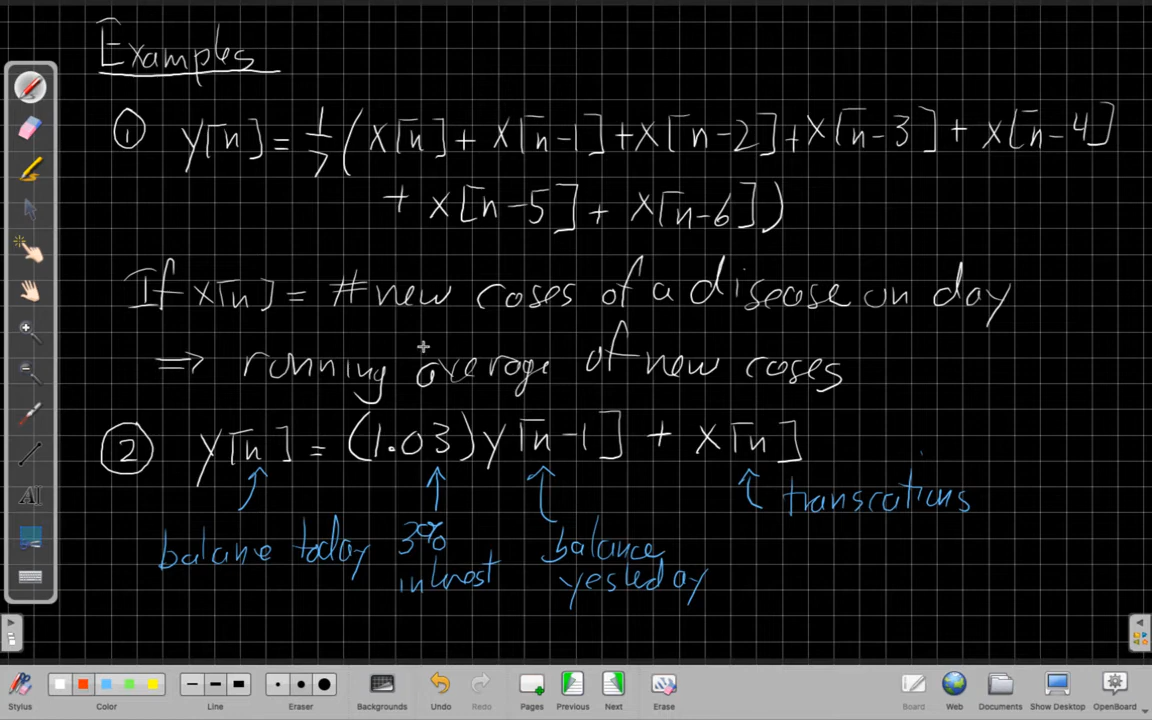 Examples
① y[n] = 1/7 ( x[n] + x[n-1] + x[n-2] + x[n-3] + x[n-4]
+ x[n-5] + x[n-6] )
If x[n] = # new cases of a disease on day
⇒ running average of new cases
② y[n] = (1.03) y[n-1] + x[n]
transcations
balance today 3% balance
interest yesteday
Stylus
Color
Line
Eraser
Backgrounds
Undo
Redo
Pages
Previous
Next
Erase
Board
Web
Documents
Show Desktop
OpenBoard